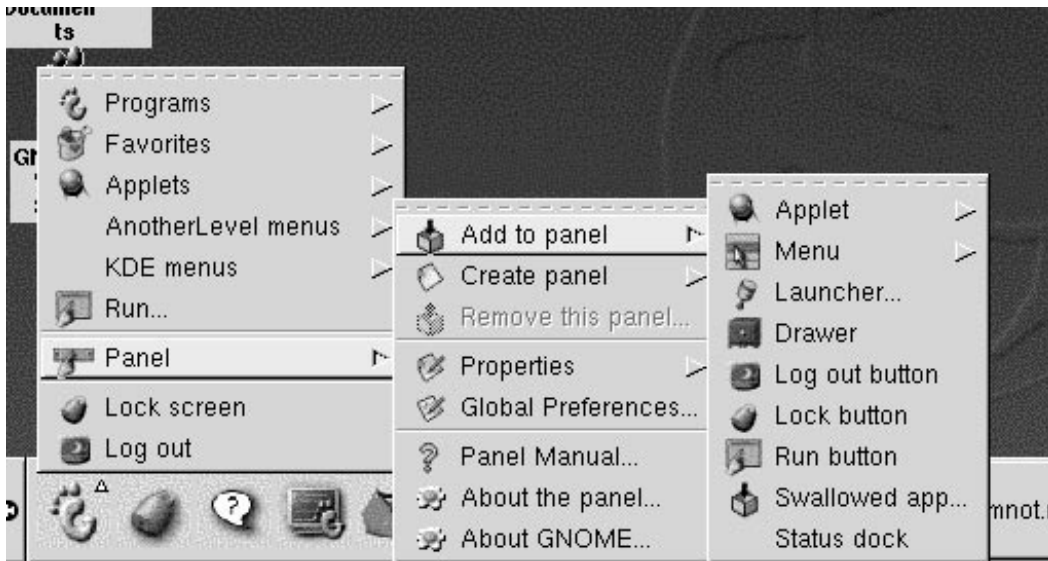 ts
Programs
Favorites
Applets
AnotherLevel menus
KDE menus
Run...
Panel
Lock screen
Log out
Add to panel
Create panel
Remove this panel...
Properties
Global Preferences...
Panel Manual...
About the panel...
About GNOME...
Applet
Menu
Launcher...
Drawer
Log out button
Lock button
Run button
Swallowed app...
Status dock